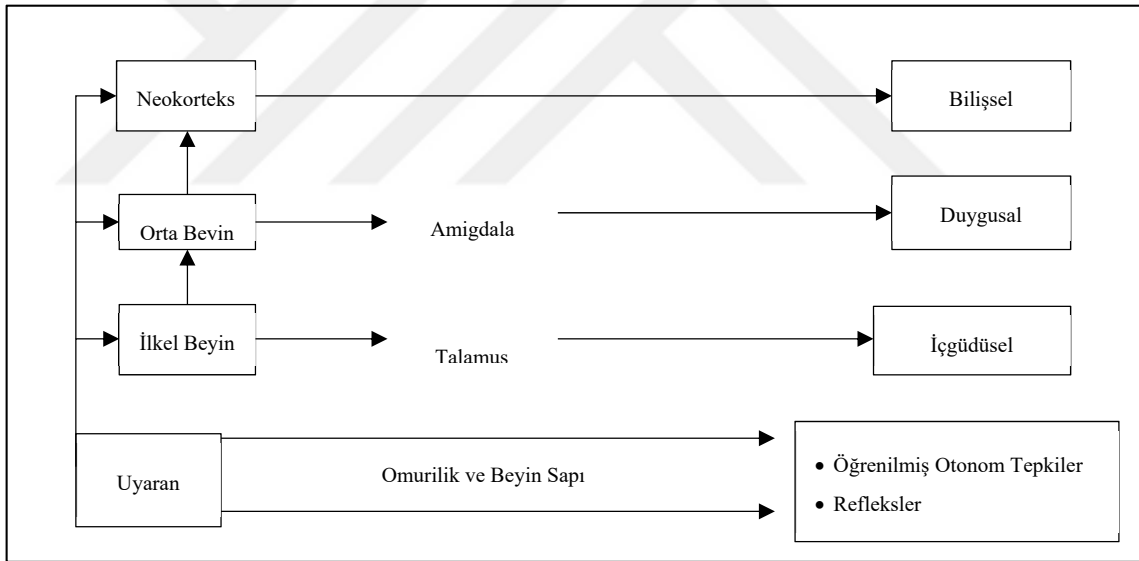 Neokorteks
Bilişsel
Orta Bevin
Amigdala
Duygusal
İlkel Beyin
Talamus
İçgüdüsel
Uyaran
Omurilik ve Beyin Sapı
• Öğrenilmiş Otonom Tepkiler
• Refleksler